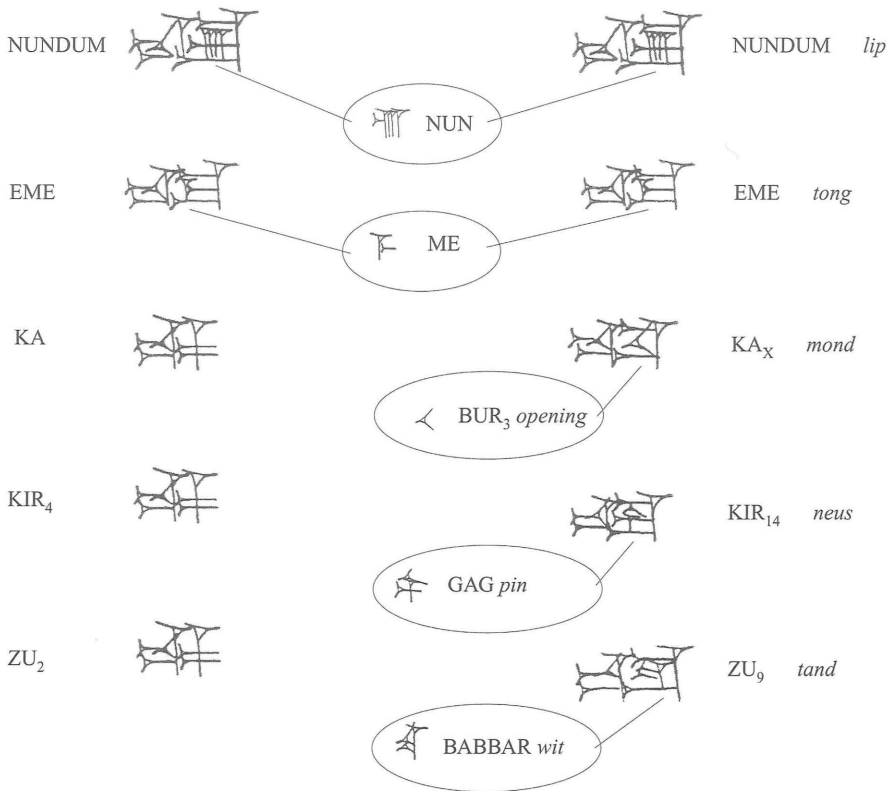 NUNDUM NUNDUM lip
NUN
EME EME tong
ME
KA KAₓ mond
BUR₃ opening
KIR₄ KIR₁₄ neus
GAG pin
ZU₂ ZU₉ tand
BABBAR wit